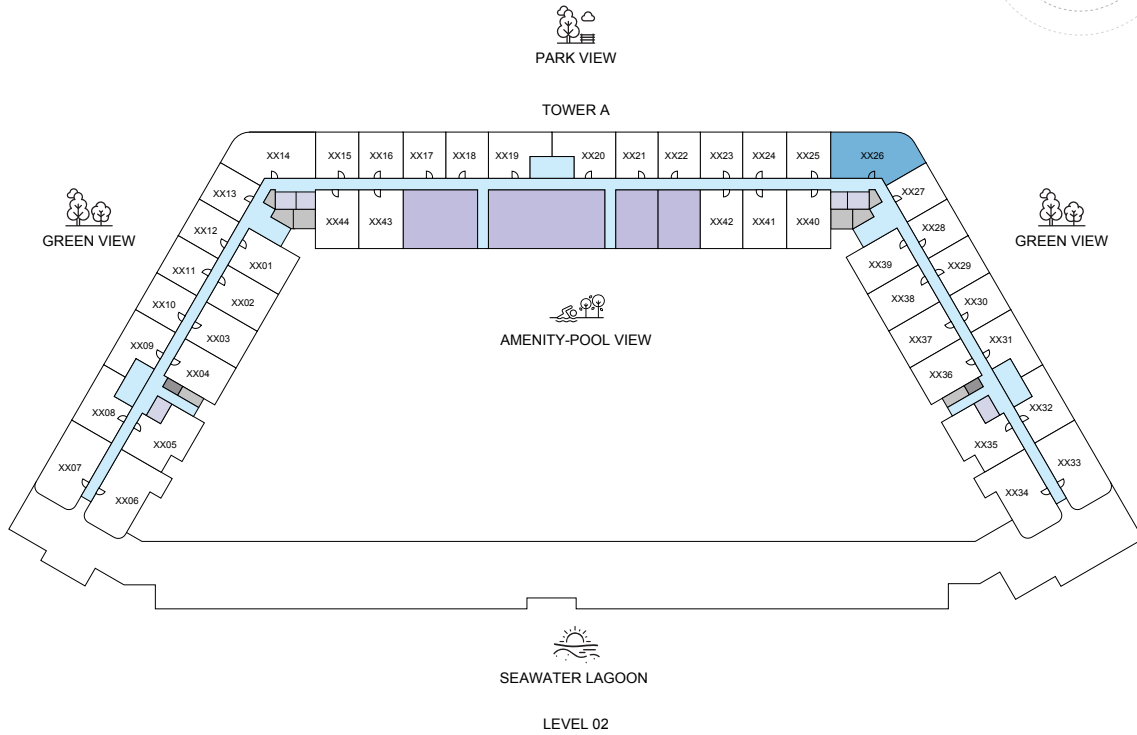 PARK VIEW
TOWER A
XX14
XX15
XX16
XX17
XX18
XX19
XX20
XX21
XX22
XX23
XX24
XX25
XX26
XX13
XX27
XX44
XX43
XX42
XX41
XX40
XX12
XX28
GREEN VIEW
GREEN VIEW
XX11
XX01
XX39
XX29
XX10
XX02
XX38
XX30
XX09
XX03
XX37
XX31
AMENITY-POOL VIEW
XX04
XX36
XX08
XX32
XX05
XX35
XX07
XX33
XX06
XX34
SEAWATER LAGOON
LEVEL 02